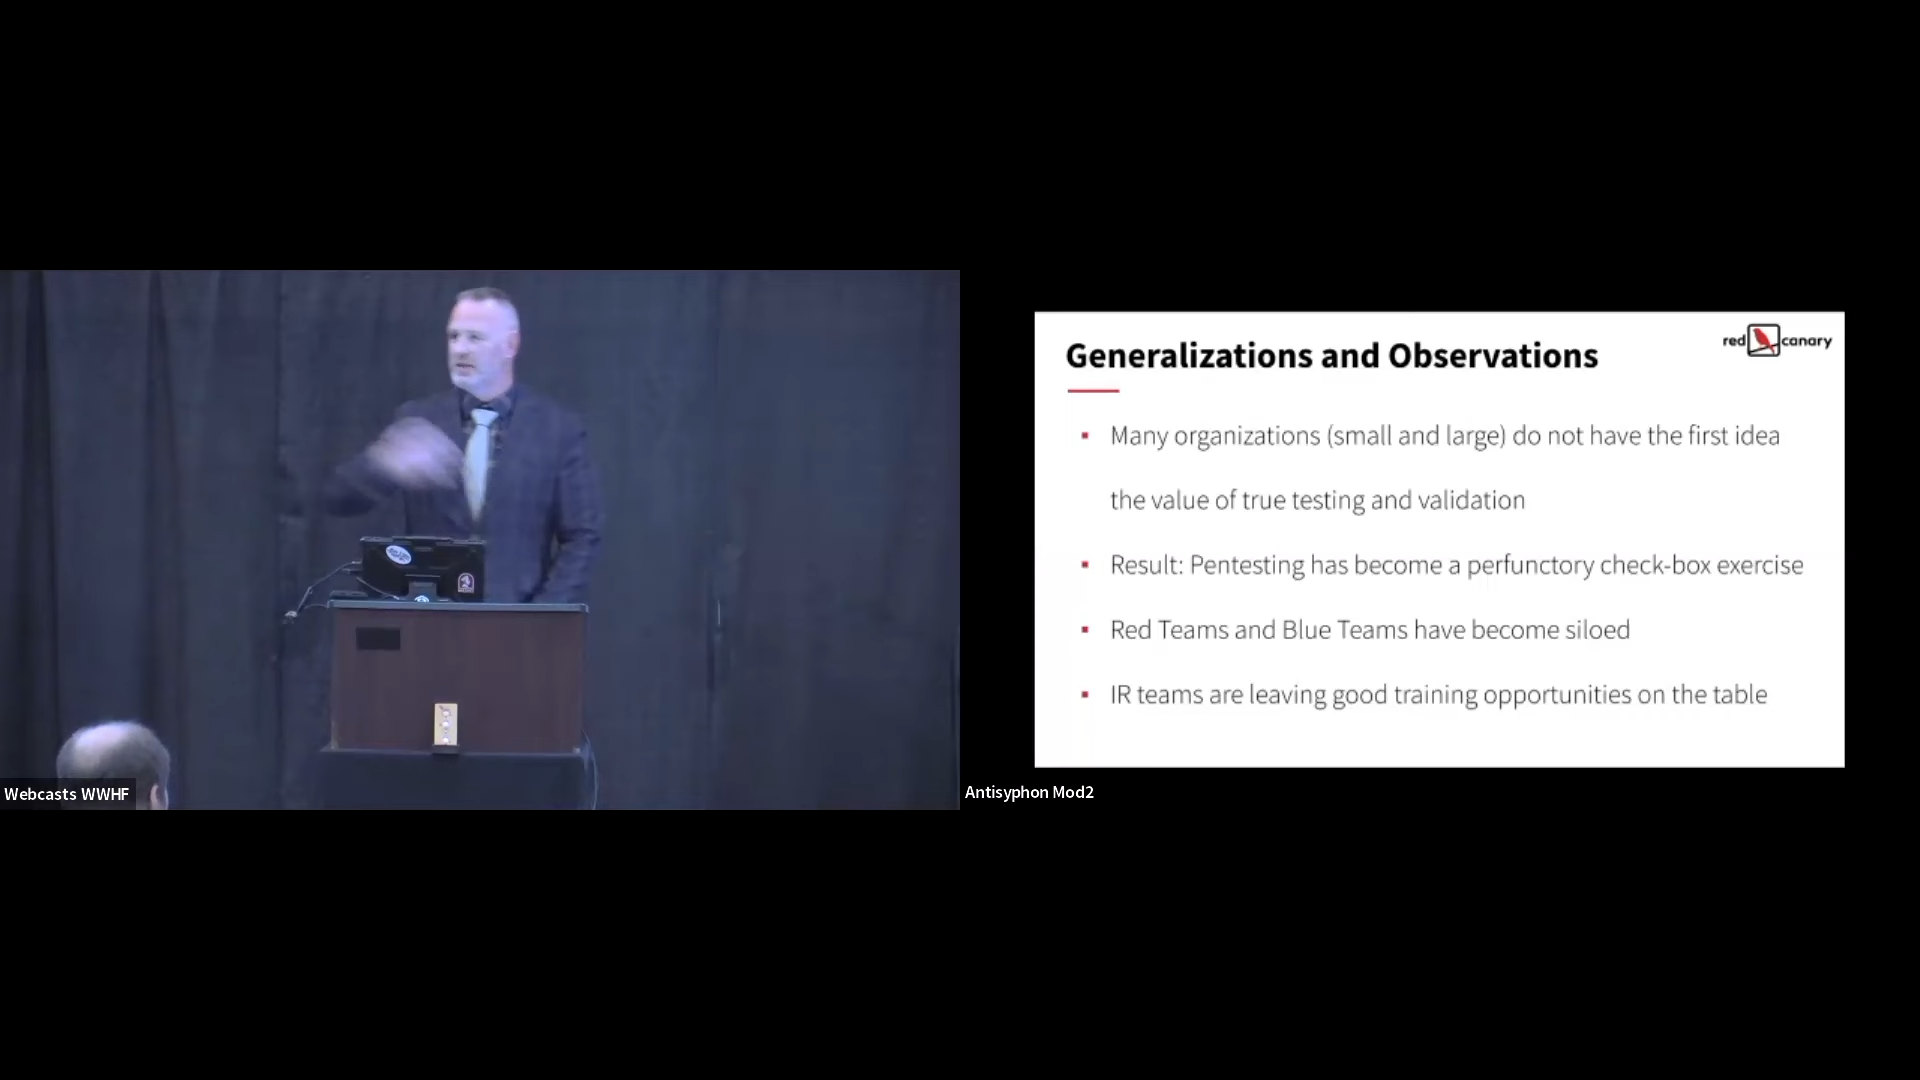 Webcasts WWHF
Generalizations and Observations
red canary
Many organizations (small and large) do not have the first idea
the value of true testing and validation
Result: Pentesting has become a perfunctory check-box exercise
Red Teams and Blue Teams have become siloed
IR teams are leaving good training opportunities on the table
Antisyphon Mod2